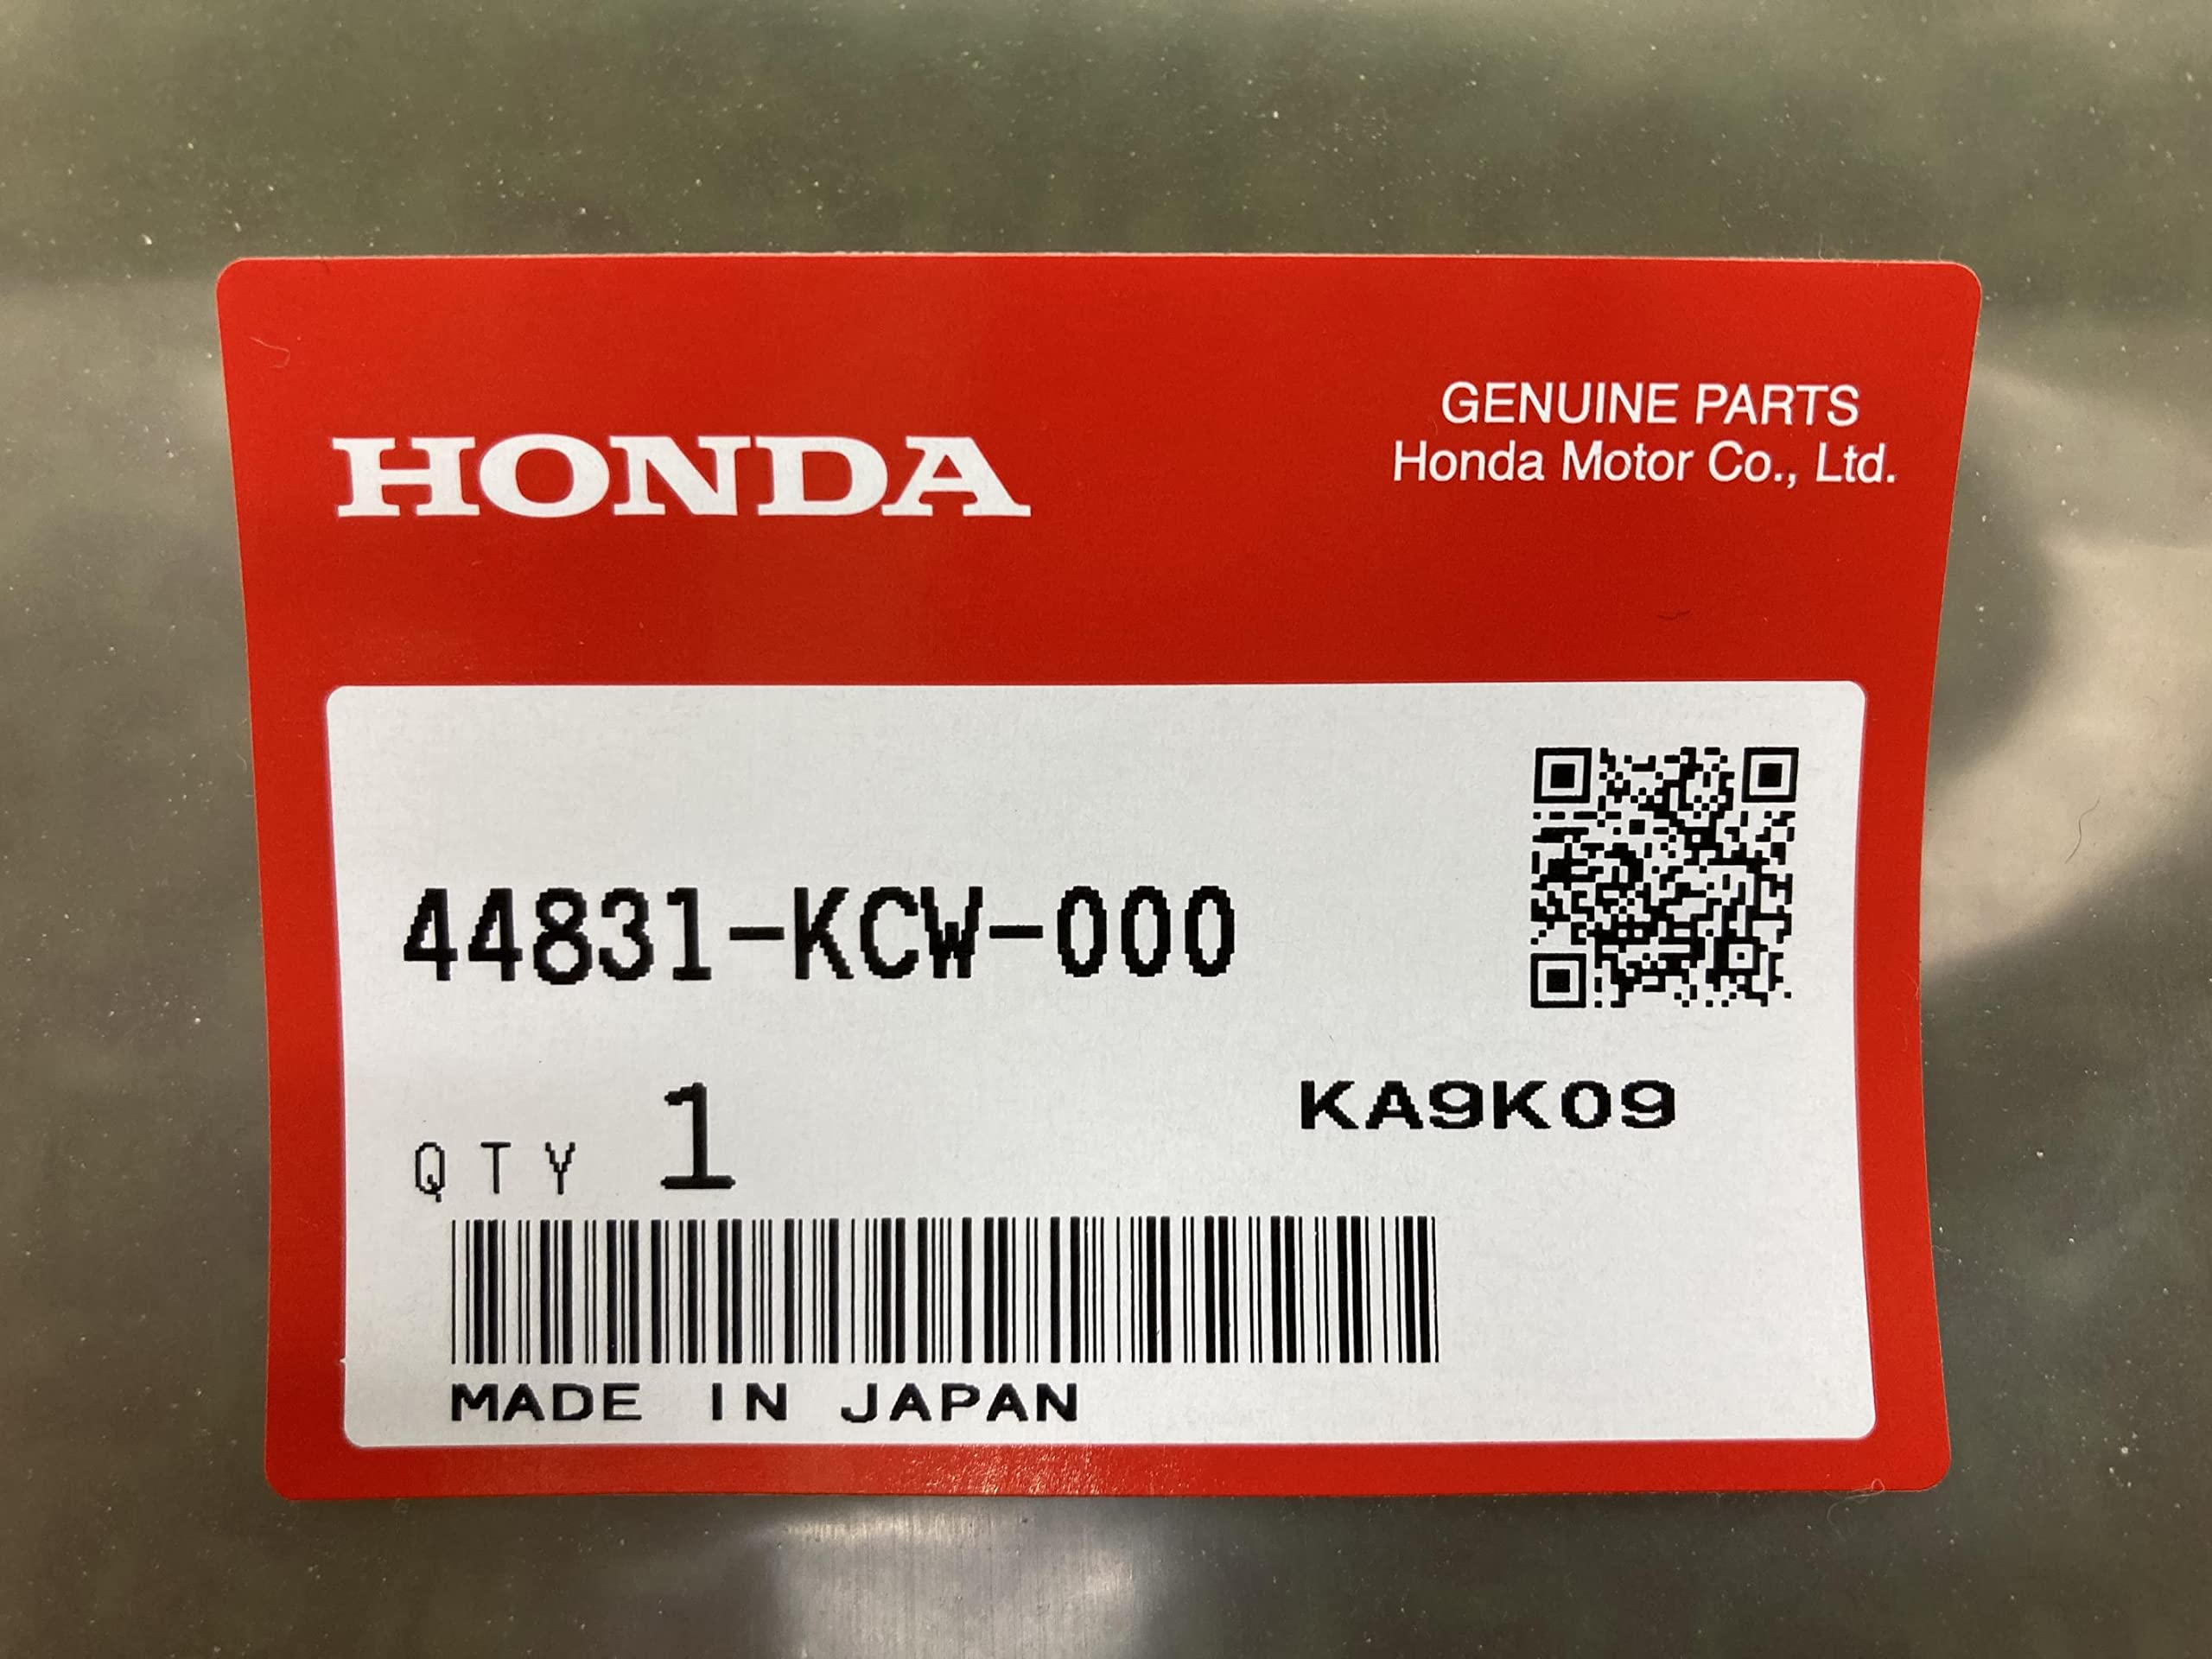 HONDA
GENUINE PARTS
Honda Motor Co., Ltd.
44831-KCW-000
QTY 1
KA9K09
MADE IN JAPAN